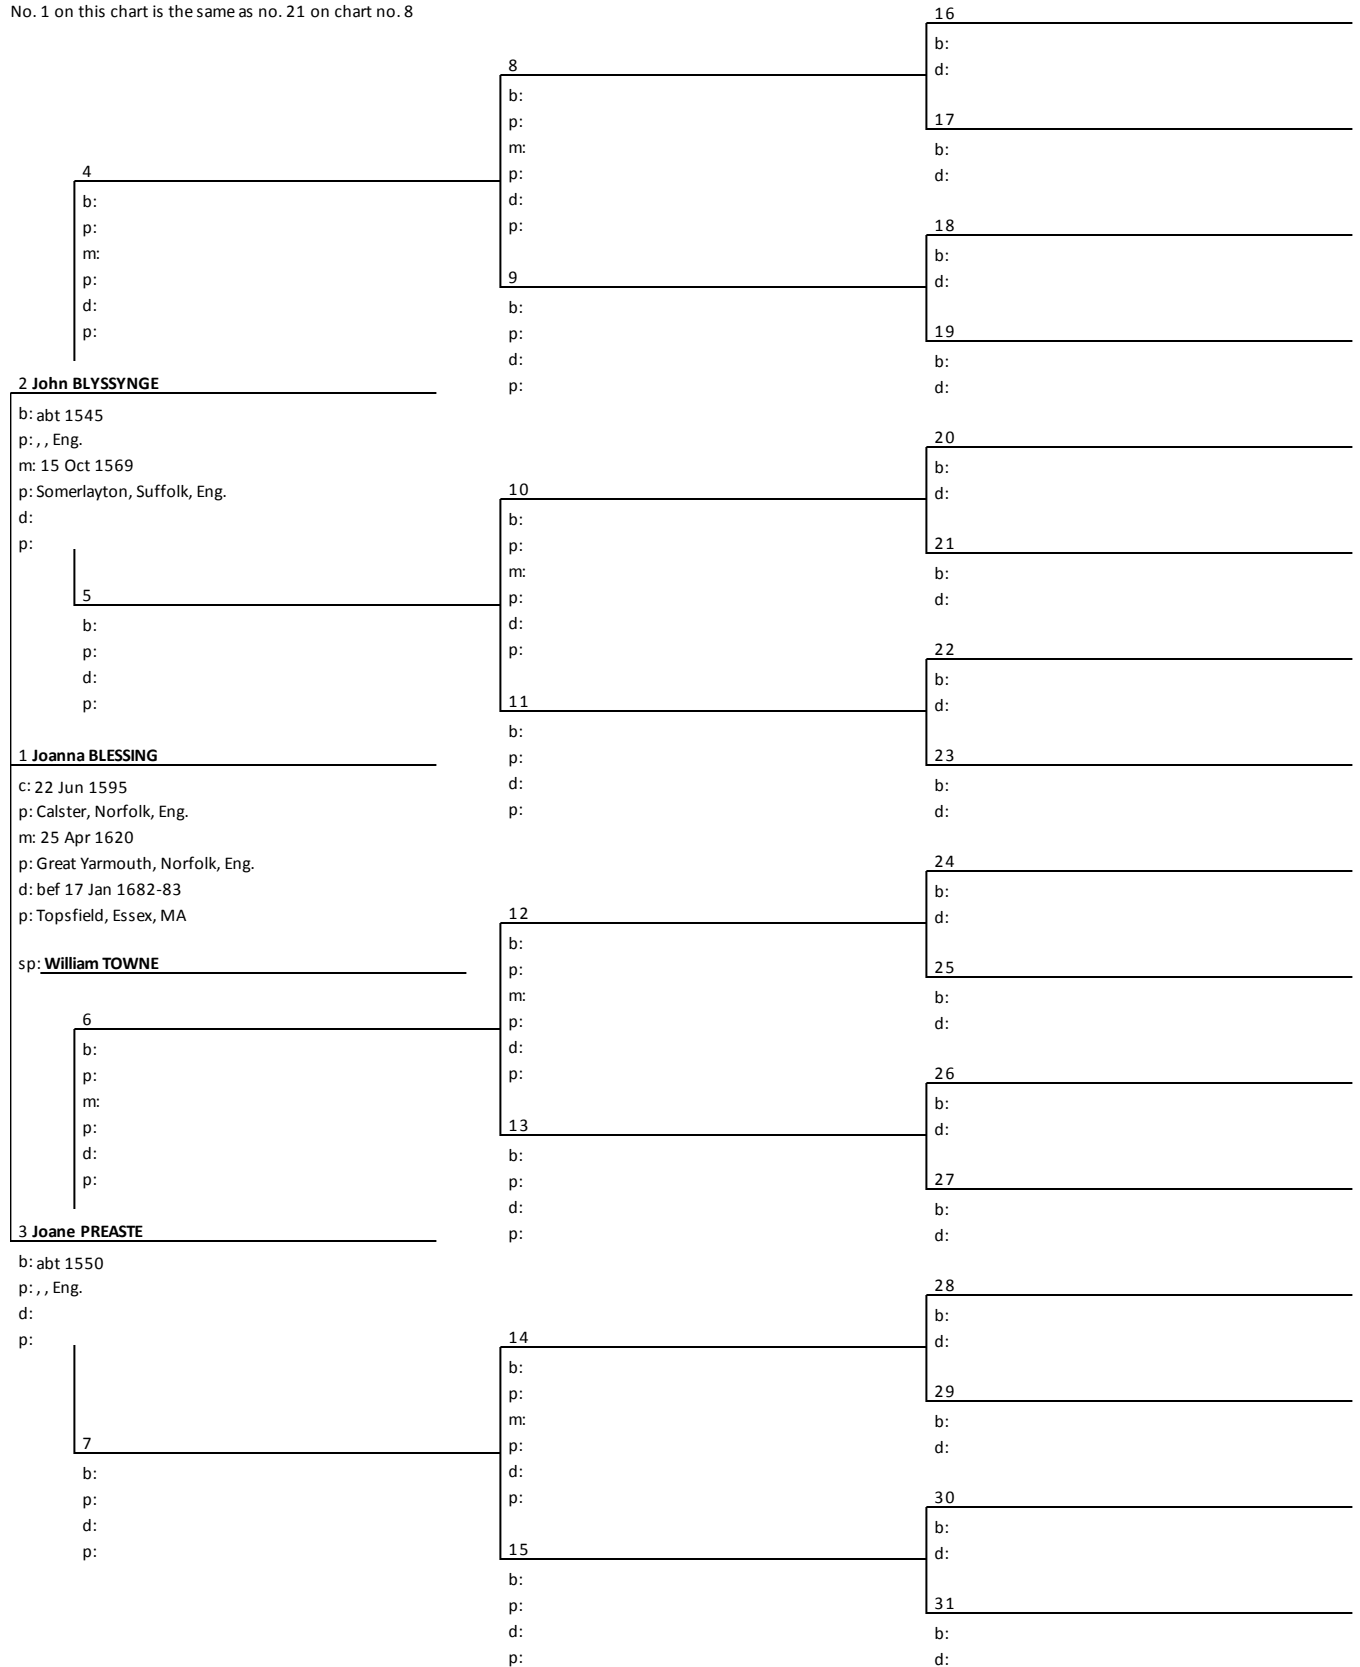 No. 1 on this chart is the same as no. 21 on chart no. 8
16
b:
d:
8
b:
p:
m:
p:
d:
p:
17
b:
d:
4
b:
p:
m:
p:
d:
p:
18
b:
d:
9
b:
p:
d:
p:
19
b:
d:
2 John BLYSSYNGE
b: abt 1545
p: , , Eng.
m: 15 Oct 1569
p: Somerlayton, Suffolk, Eng.
d:
p:
20
b:
d:
10
b:
p:
m:
p:
d:
p:
21
b:
d:
5
b:
p:
d:
p:
22
b:
d:
11
b:
p:
d:
p:
23
b:
d:
1 Joanna BLESSING
c: 22 Jun 1595
p: Calster, Norfolk, Eng.
m: 25 Apr 1620
p: Great Yarmouth, Norfolk, Eng.
d: bef 17 Jan 1682-83
p: Topsfield, Essex, MA
sp: William TOWNE
24
b:
d:
12
b:
p:
m:
p:
d:
p:
25
b:
d:
6
b:
p:
m:
p:
d:
p:
26
b:
d:
13
b:
p:
d:
p:
27
b:
d:
3 Joane PREASTE
b: abt 1550
p: , , Eng.
d:
p:
28
b:
d:
14
b:
p:
m:
p:
d:
p:
29
b:
d:
7
b:
p:
d:
p:
30
b:
d:
15
b:
p:
d:
p:
31
b:
d: